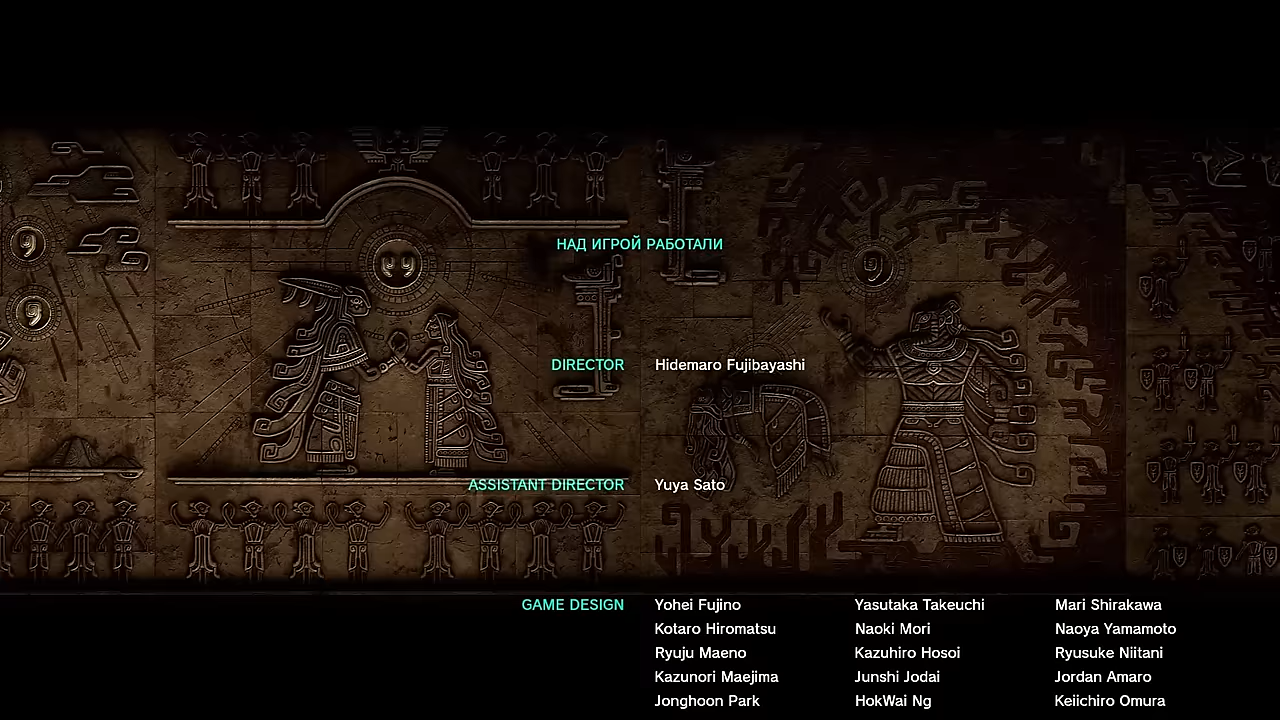 НАД ИГРОЙ РАБОТАЛИ
DIRECTOR Hidemaro Fujibayashi
ASSISTANT DIRECTOR Yuya Sato
GAME DESIGN Yohei Fujino Yasutaka Takeuchi Mari Shirakawa
Kotaro Hiromatsu Naoki Mori Naoya Yamamoto
Ryuju Maeno Kazuhiro Hosoi Ryusuke Niitani
Kazunori Maejima Junshi Jodai Jordan Amaro
Jonghoon Park HokWai Ng Keiichiro Omura